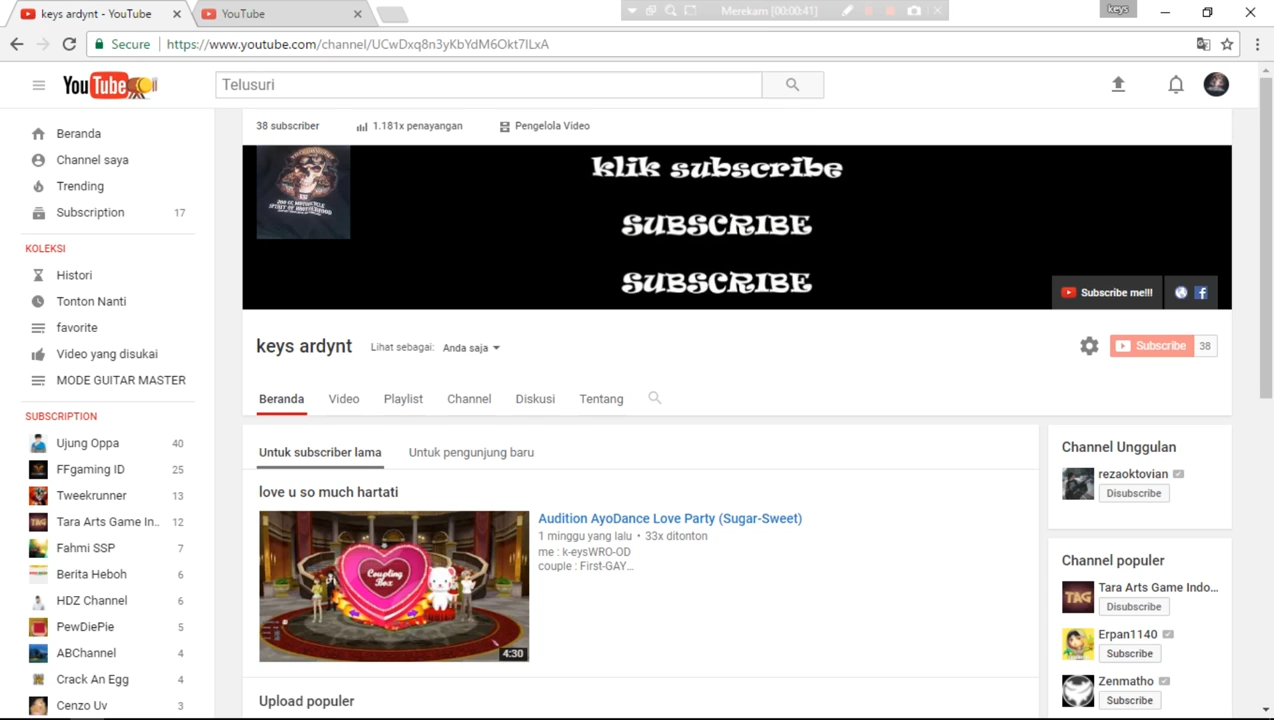 keys ardynt - YouTube
YouTube
Merekam [00:00:41]
keys
Secure
https://www.youtube.com/channel/UCwDxq8n3yKbYdM6Okt7ILxA
YouTube
Telusuri
Beranda
Channel saya
Trending
Subscription 17
KOLEKSI
Histori
Tonton Nanti
favorite
Video yang disukai
MODE GUITAR MASTER
SUBSCRIPTION
Ujung Oppa 40
FFgaming ID 25
Tweekrunner 13
Tara Arts Game In.. 12
Fahmi SSP 7
Berita Heboh 6
HDZ Channel 6
PewDiePie 5
ABChannel 4
Crack An Egg 4
Cenzo Uv 3
38 subscriber
1.181x penayangan
Pengelola Video
klik subscribe
SUBSCRIBE
SUBSCRIBE
Subscribe me!!!
keys ardynt
Lihat sebagai: Anda saja
Subscribe 38
Beranda
Video
Playlist
Channel
Diskusi
Tentang
Untuk subscriber lama
Untuk pengunjung baru
love u so much hartati
Coupling
Box
4:30
Audition AyoDance Love Party (Sugar-Sweet)
1 minggu yang lalu • 33x ditonton
me : k-eysWRO-OD
couple : First-GAY...
Upload populer
Channel Unggulan
rezaoktovian
Disubscribe
Channel populer
TAG
Tara Arts Game Indo...
Disubscribe
Erpan1140
Subscribe
Zenmatho
Subscribe